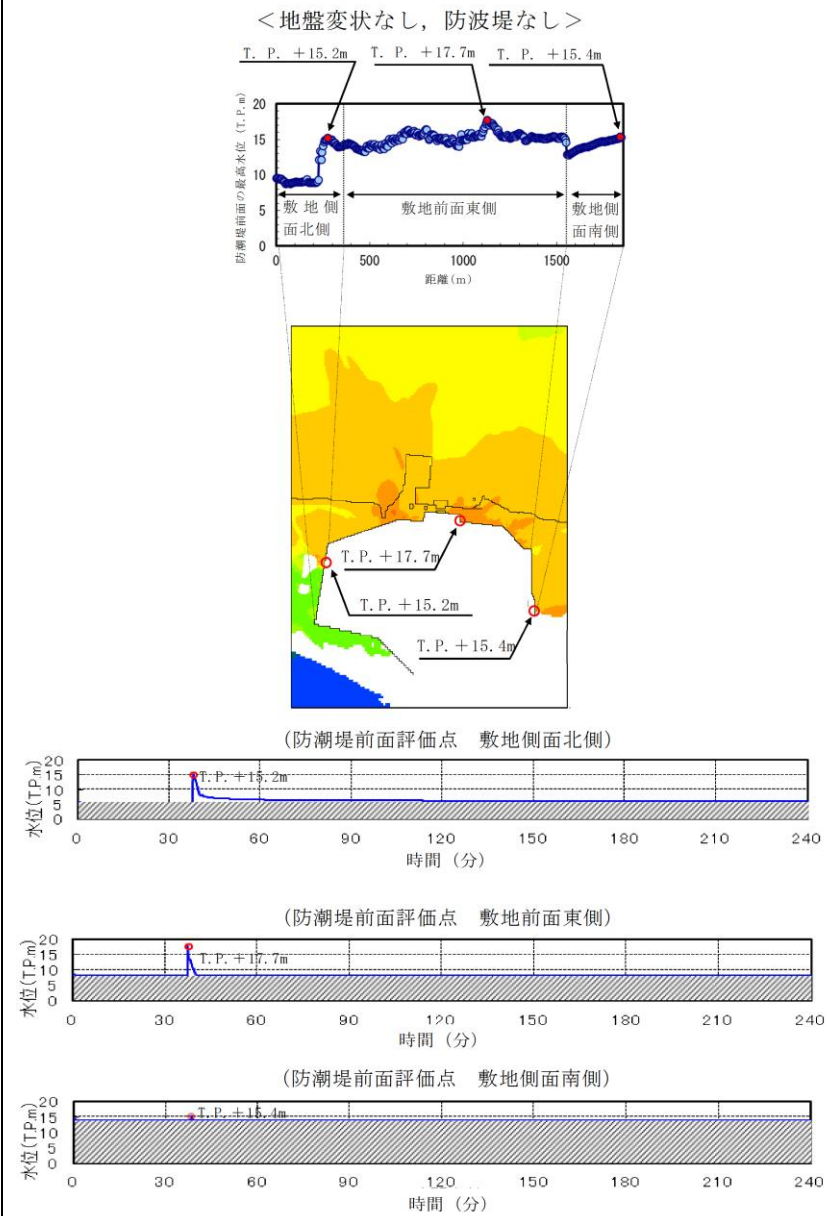 ＜地盤変状なし，防波堤なし＞
T. P. ＋15.2m T. P. ＋17.7m T. P. ＋15.4m
防潮堤前面の最高水位（T.P.m）
20
15
10
5
0
敷地側面北側
敷地前面東側
敷地側面南側
0 500 1000 1500
距離(m)
T.P.＋17.7m
T.P.＋15.2m
T.P.＋15.4m
(防潮堤前面評価点　敷地側面北側)
水位(T.P.m)
20
15
10
5
0
T.P.＋15.2m
0 30 60 90 120 150 180 210 240
時間（分）
(防潮堤前面評価点　敷地前面東側)
水位(T.P.m)
20
15
10
5
0
T.P.＋17.7m
0 30 60 90 120 150 180 210 240
時間（分）
(防潮堤前面評価点　敷地側面南側)
水位(T.P.m)
20
15
10
5
0
T.P.＋15.4m
0 30 60 90 120 150 180 210 240
時間（分）